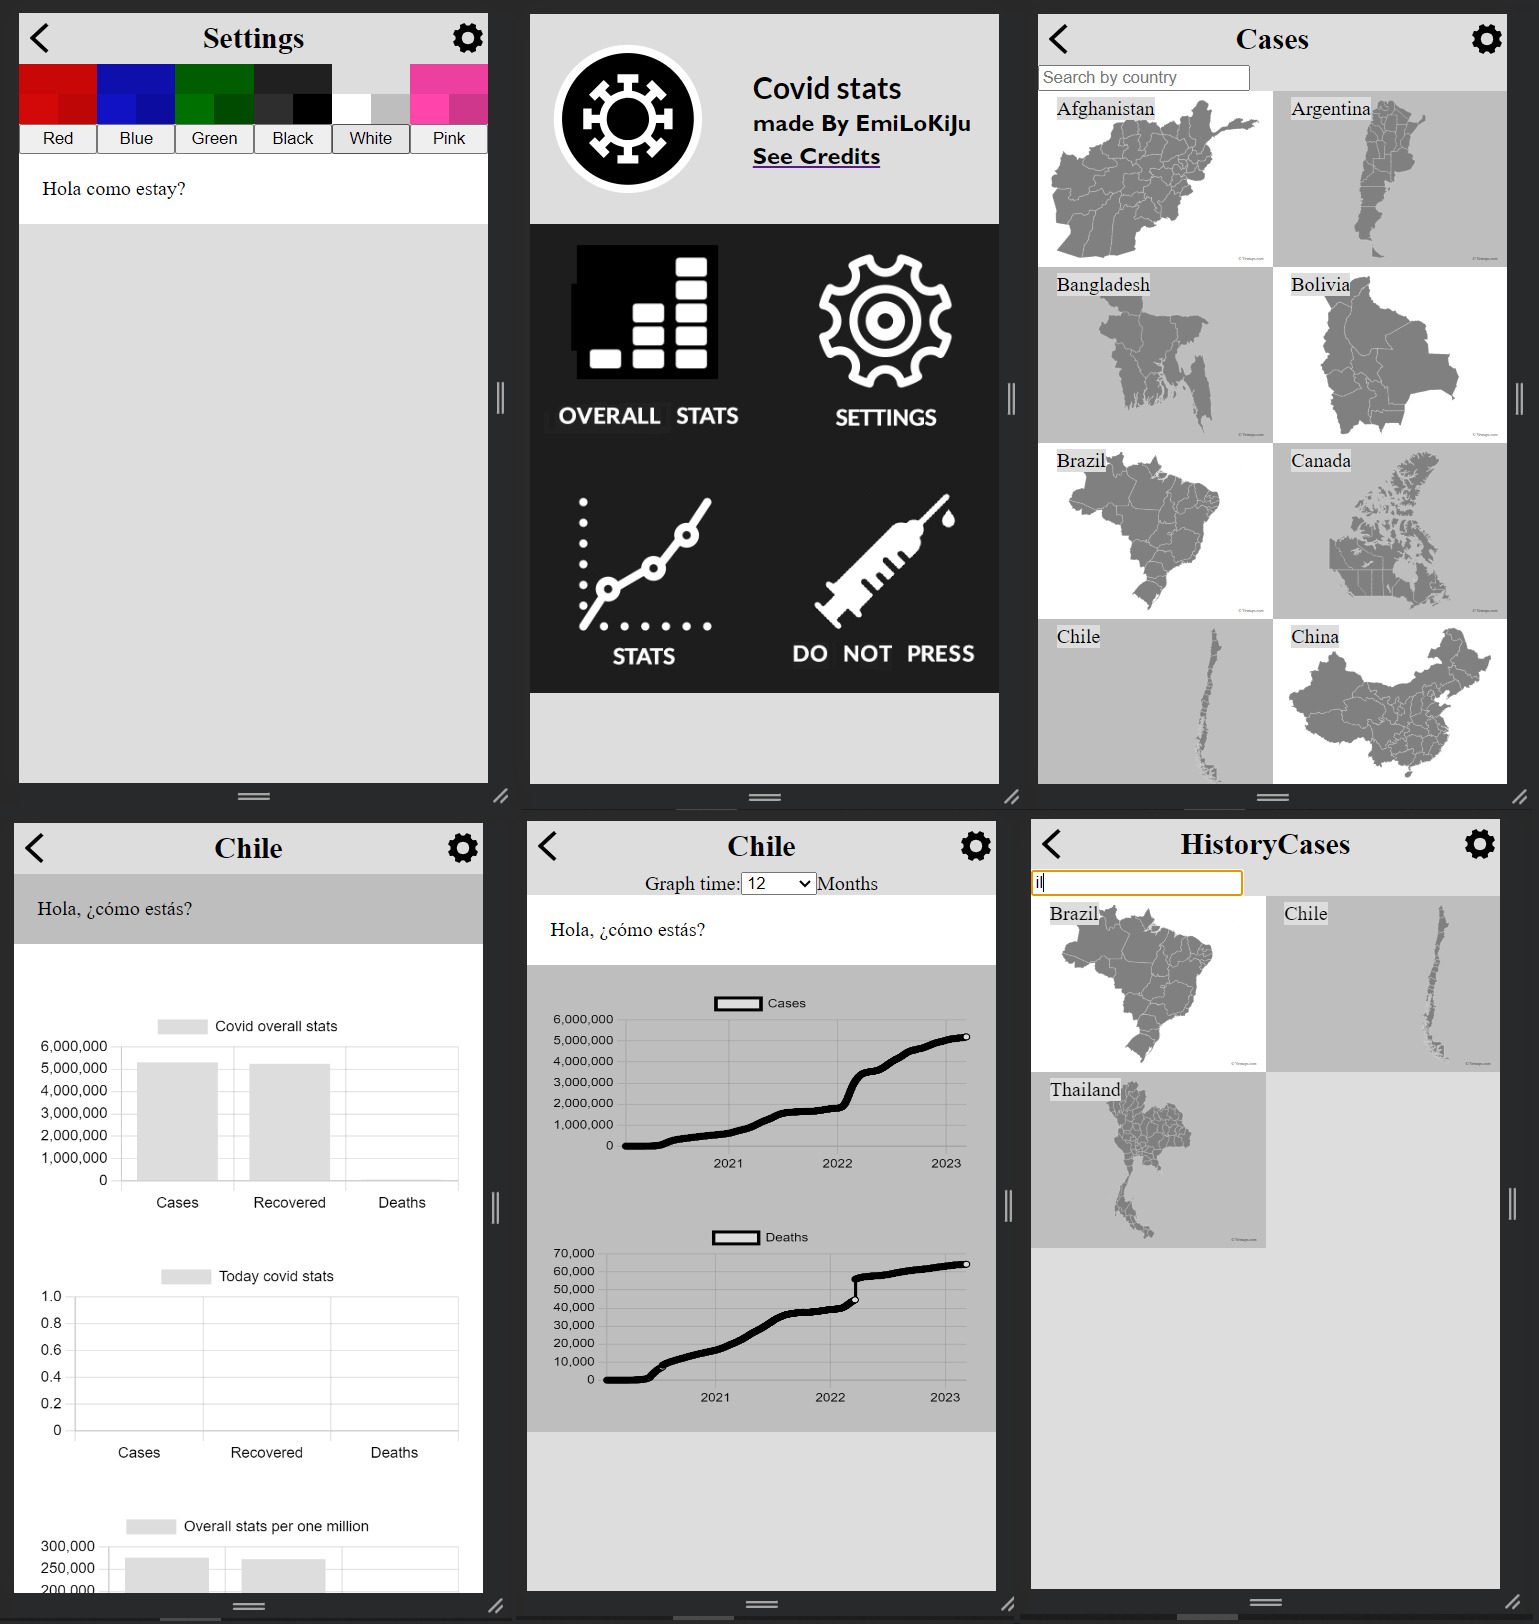 Settings
Red Blue Green Black White Pink
Hola como estay?
Covid stats
made By EmiLoKiJu
See Credits
OVERALL STATS
SETTINGS
STATS
DO NOT PRESS
Cases
Search by country
Afghanistan
Argentina
Bangladesh
Bolivia
Brazil
Canada
Chile
China
Chile
Hola, ¿cómo estás?
Covid overall stats
6,000,000
5,000,000
4,000,000
3,000,000
2,000,000
1,000,000
0
Cases Recovered Deaths
Today covid stats
1.0
0.8
0.6
0.4
0.2
0
Cases Recovered Deaths
Overall stats per one million
300,000
250,000
200,000
Chile
Graph time: 12 Months
Hola, ¿cómo estás?
Cases
6,000,000
5,000,000
4,000,000
3,000,000
2,000,000
1,000,000
0
2021 2022 2023
Deaths
70,000
60,000
50,000
40,000
30,000
20,000
10,000
0
2021 2022 2023
HistoryCases
il
Brazil
Chile
Thailand